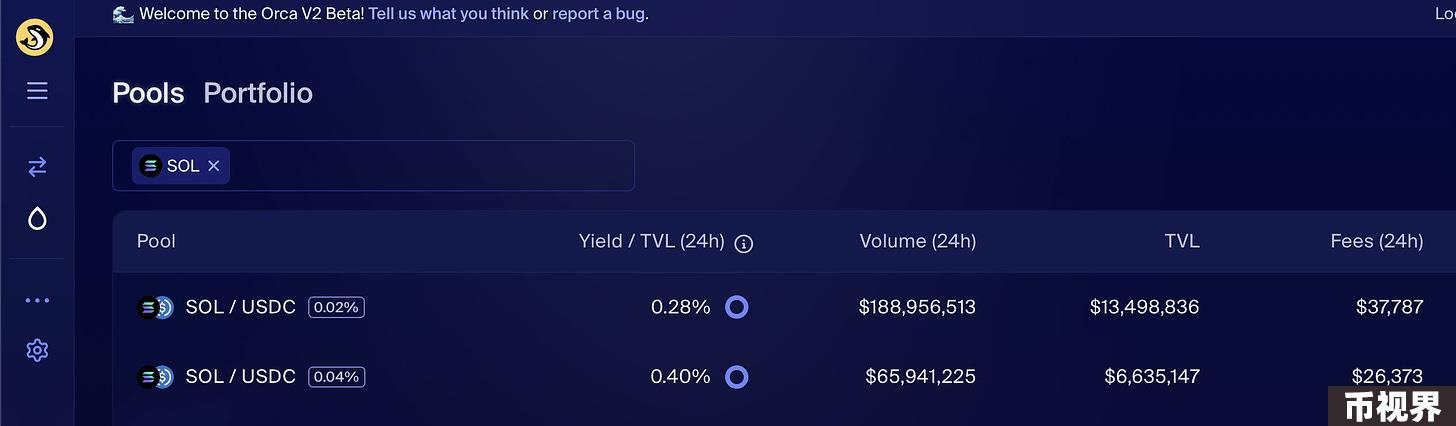 Welcome to the Orca V2 Beta! Tell us what you think or report a bug. Lo
Pools Portfolio
SOL
Pool Yield / TVL (24h) Volume (24h) TVL Fees (24h)
SOL / USDC 0.02% 0.28% $188,956,513 $13,498,836 $37,787
SOL / USDC 0.04% 0.40% $65,941,225 $6,635,147 $26,373
币视界